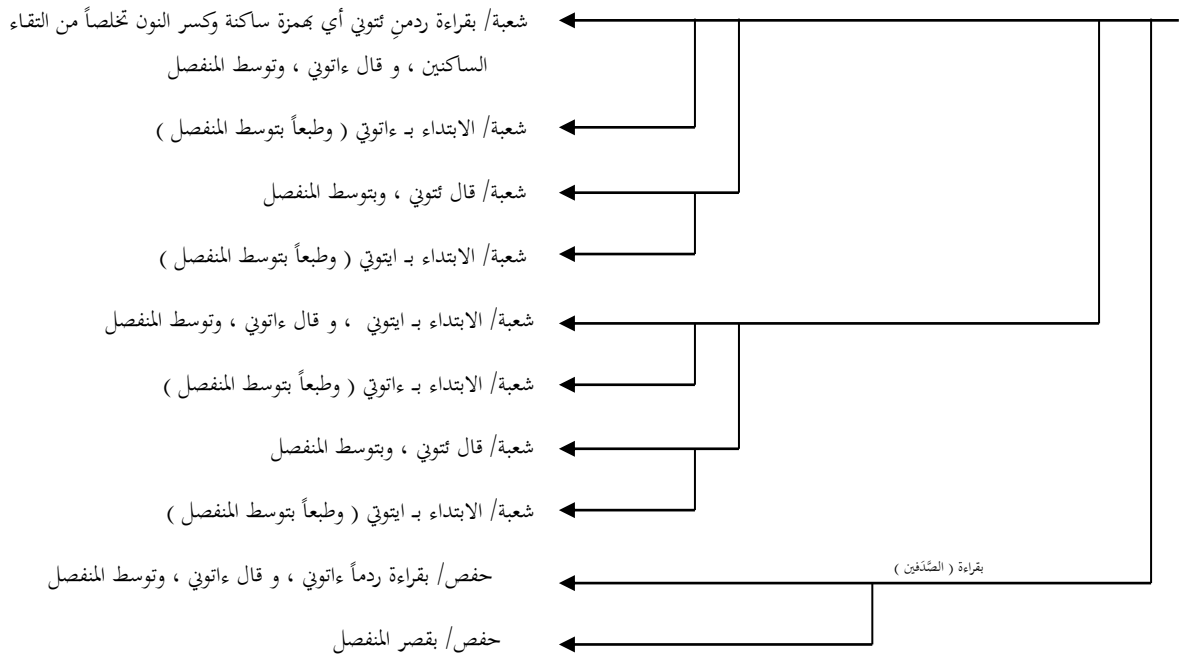 شعبة/ بقراءة ردمنِ ئتوني أي بهمزة ساكنة وكسر النون تخلصاً من التقاء
الساكنين ، و قال ءاتوني ، وتوسط المنفصل
شعبة/ الابتداء بـ ءاتوني ( وطبعاً بتوسط المنفصل )
شعبة/ قال ئتوني ، وبتوسط المنفصل
شعبة/ الابتداء بـ ايتوني ( وطبعاً بتوسط المنفصل )
شعبة/ الابتداء بـ ايتوني ، و قال ءاتوني ، وتوسط المنفصل
شعبة/ الابتداء بـ ءاتوني ( وطبعاً بتوسط المنفصل )
شعبة/ قال ئتوني ، وبتوسط المنفصل
شعبة/ الابتداء بـ ايتوني ( وطبعاً بتوسط المنفصل )
بقراءة ( الصَّدَفين )
حفص/ بقراءة ردماً ءاتوني ، و قال ءاتوني ، وتوسط المنفصل
حفص/ بقصر المنفصل